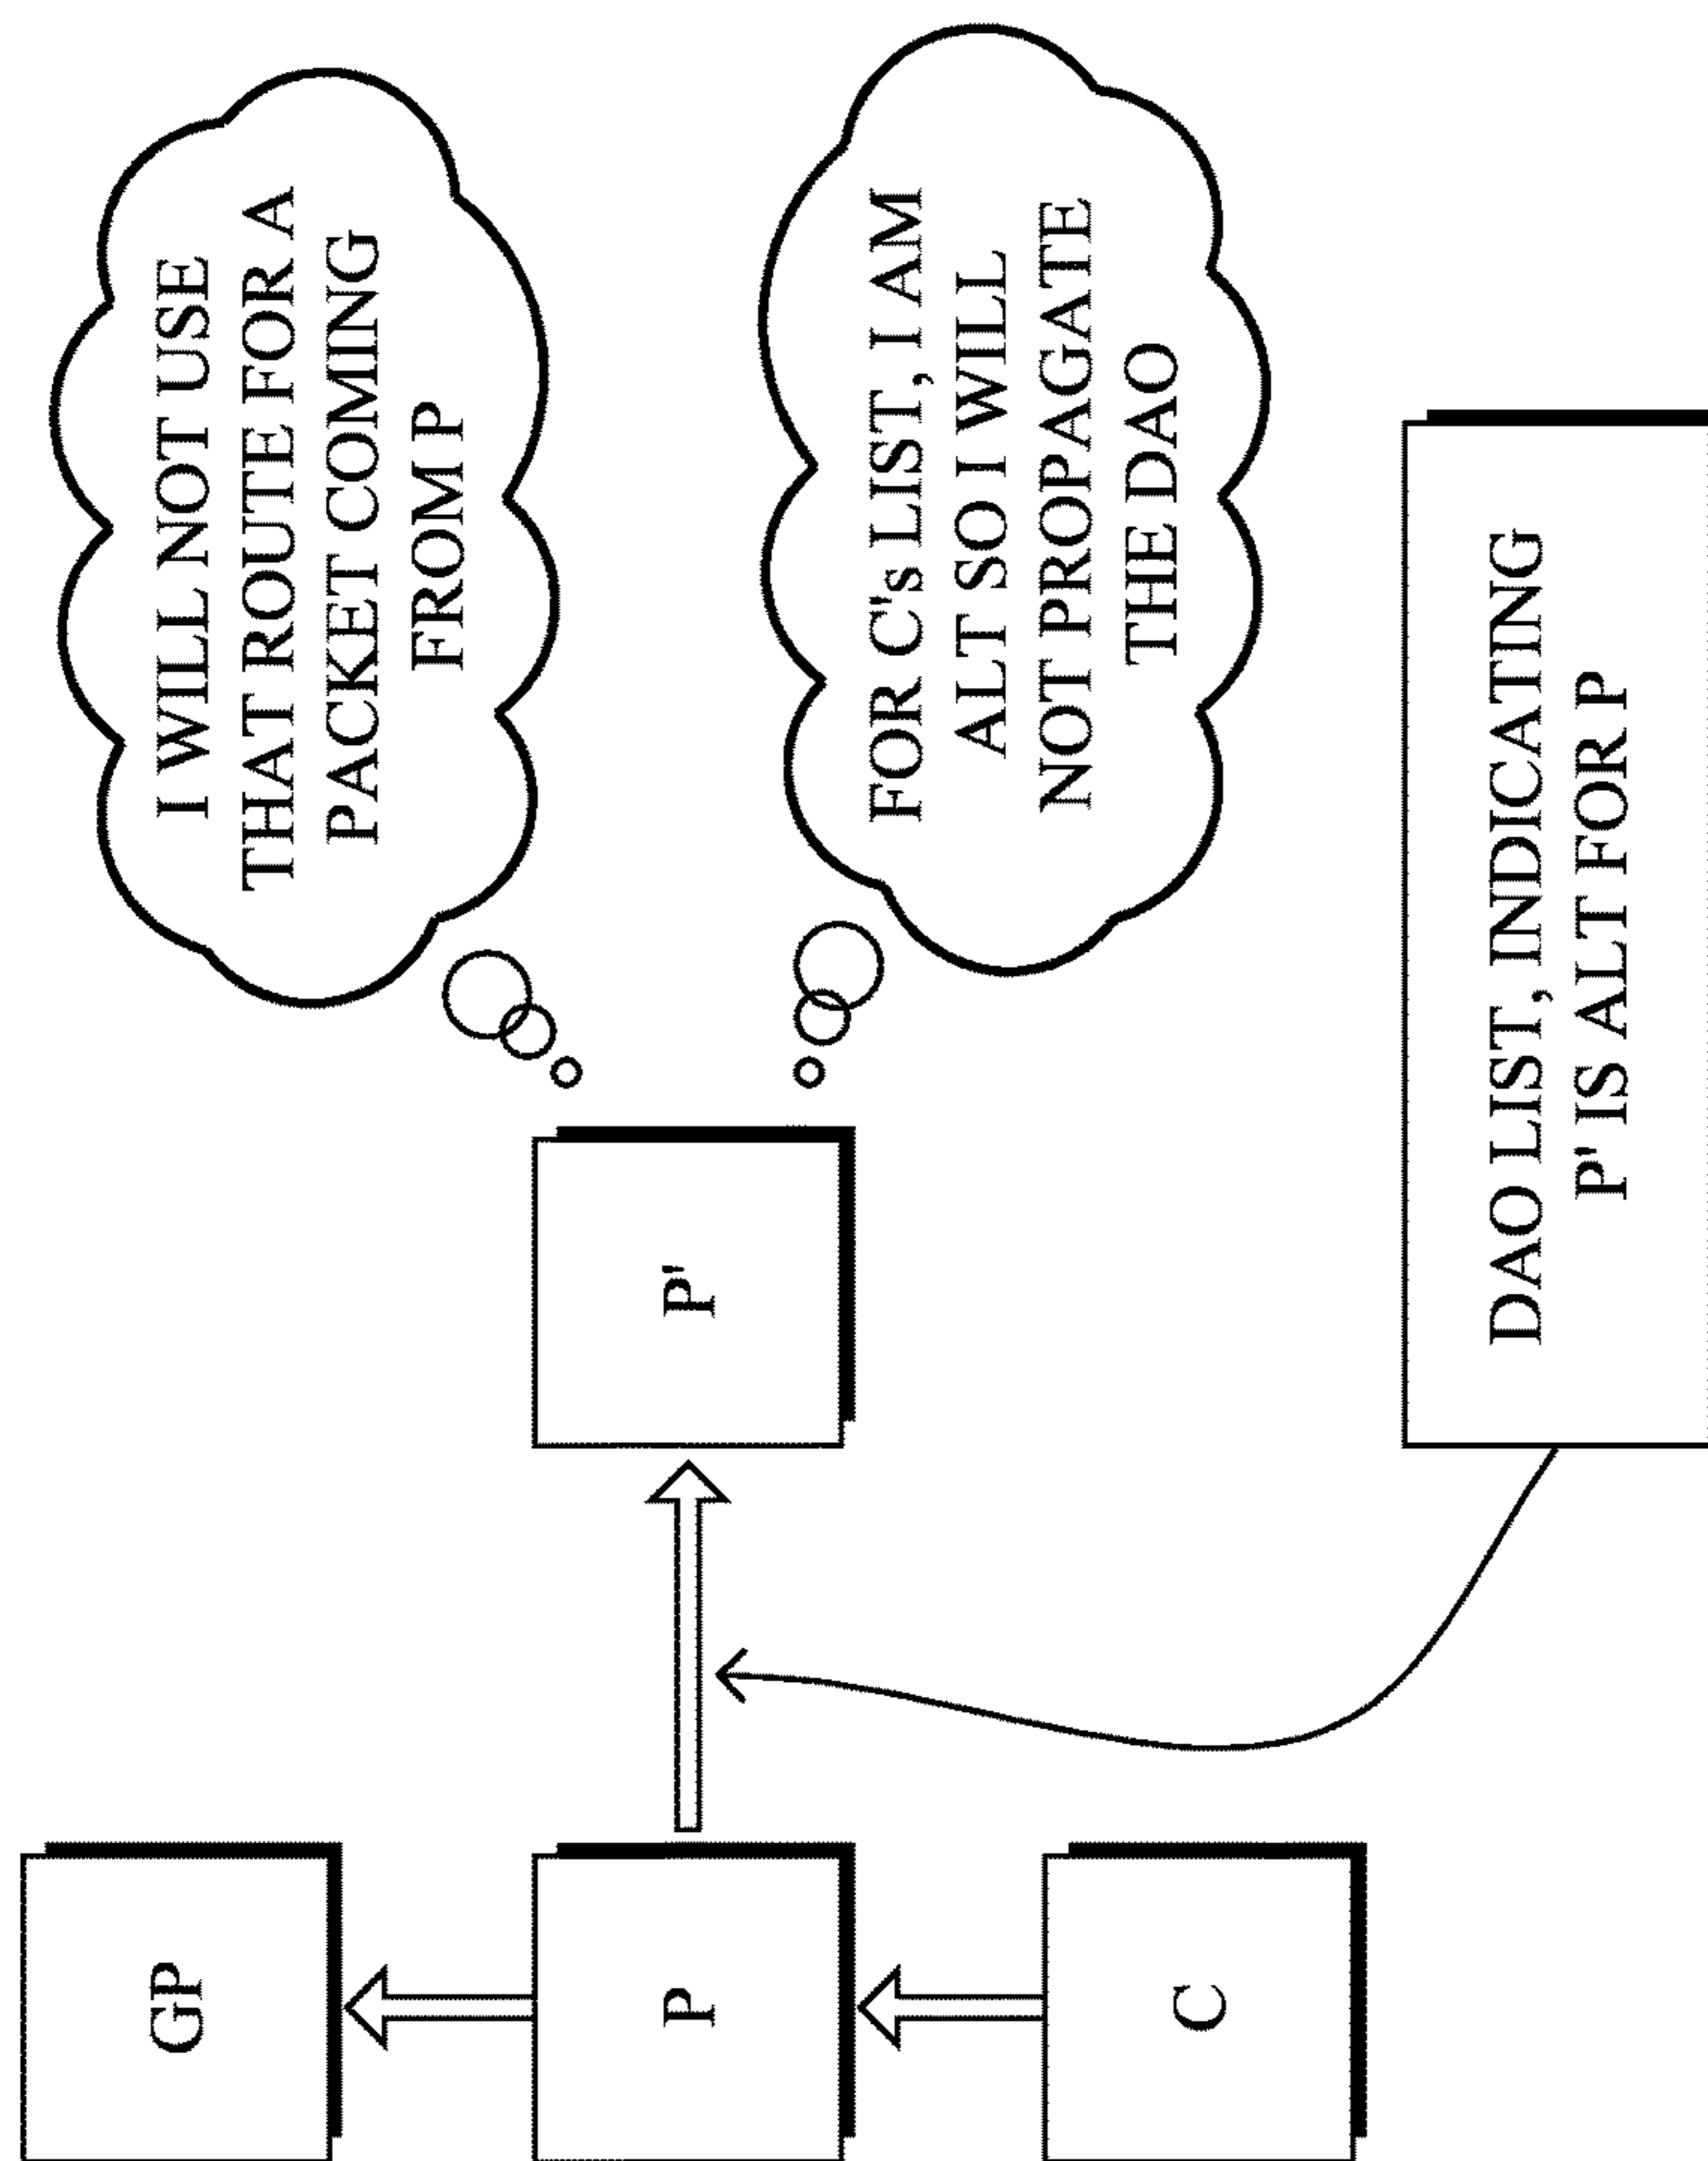 I WILL NOT USE
THAT ROUTE FOR A
PACKET COMING
FROM P
GP
P
P'
FOR C's LIST, I AM
ALT SO I WILL
NOT PROPAGATE
THE DAO
C
DAO LIST, INDICATING
P' IS ALT FOR P